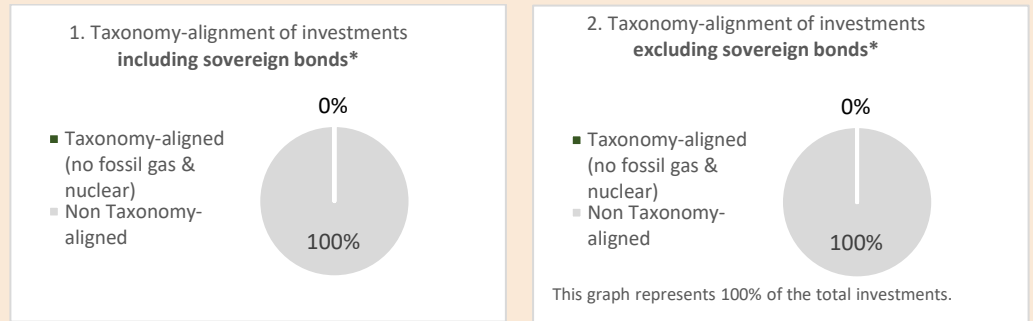 1. Taxonomy-alignment of investments
including sovereign bonds*
0%
Taxonomy-aligned
(no fossil gas &
nuclear)
Non Taxonomy-
aligned
100%
2. Taxonomy-alignment of investments
excluding sovereign bonds*
0%
Taxonomy-aligned
(no fossil gas &
nuclear)
Non Taxonomy-
aligned
100%
This graph represents 100% of the total investments.